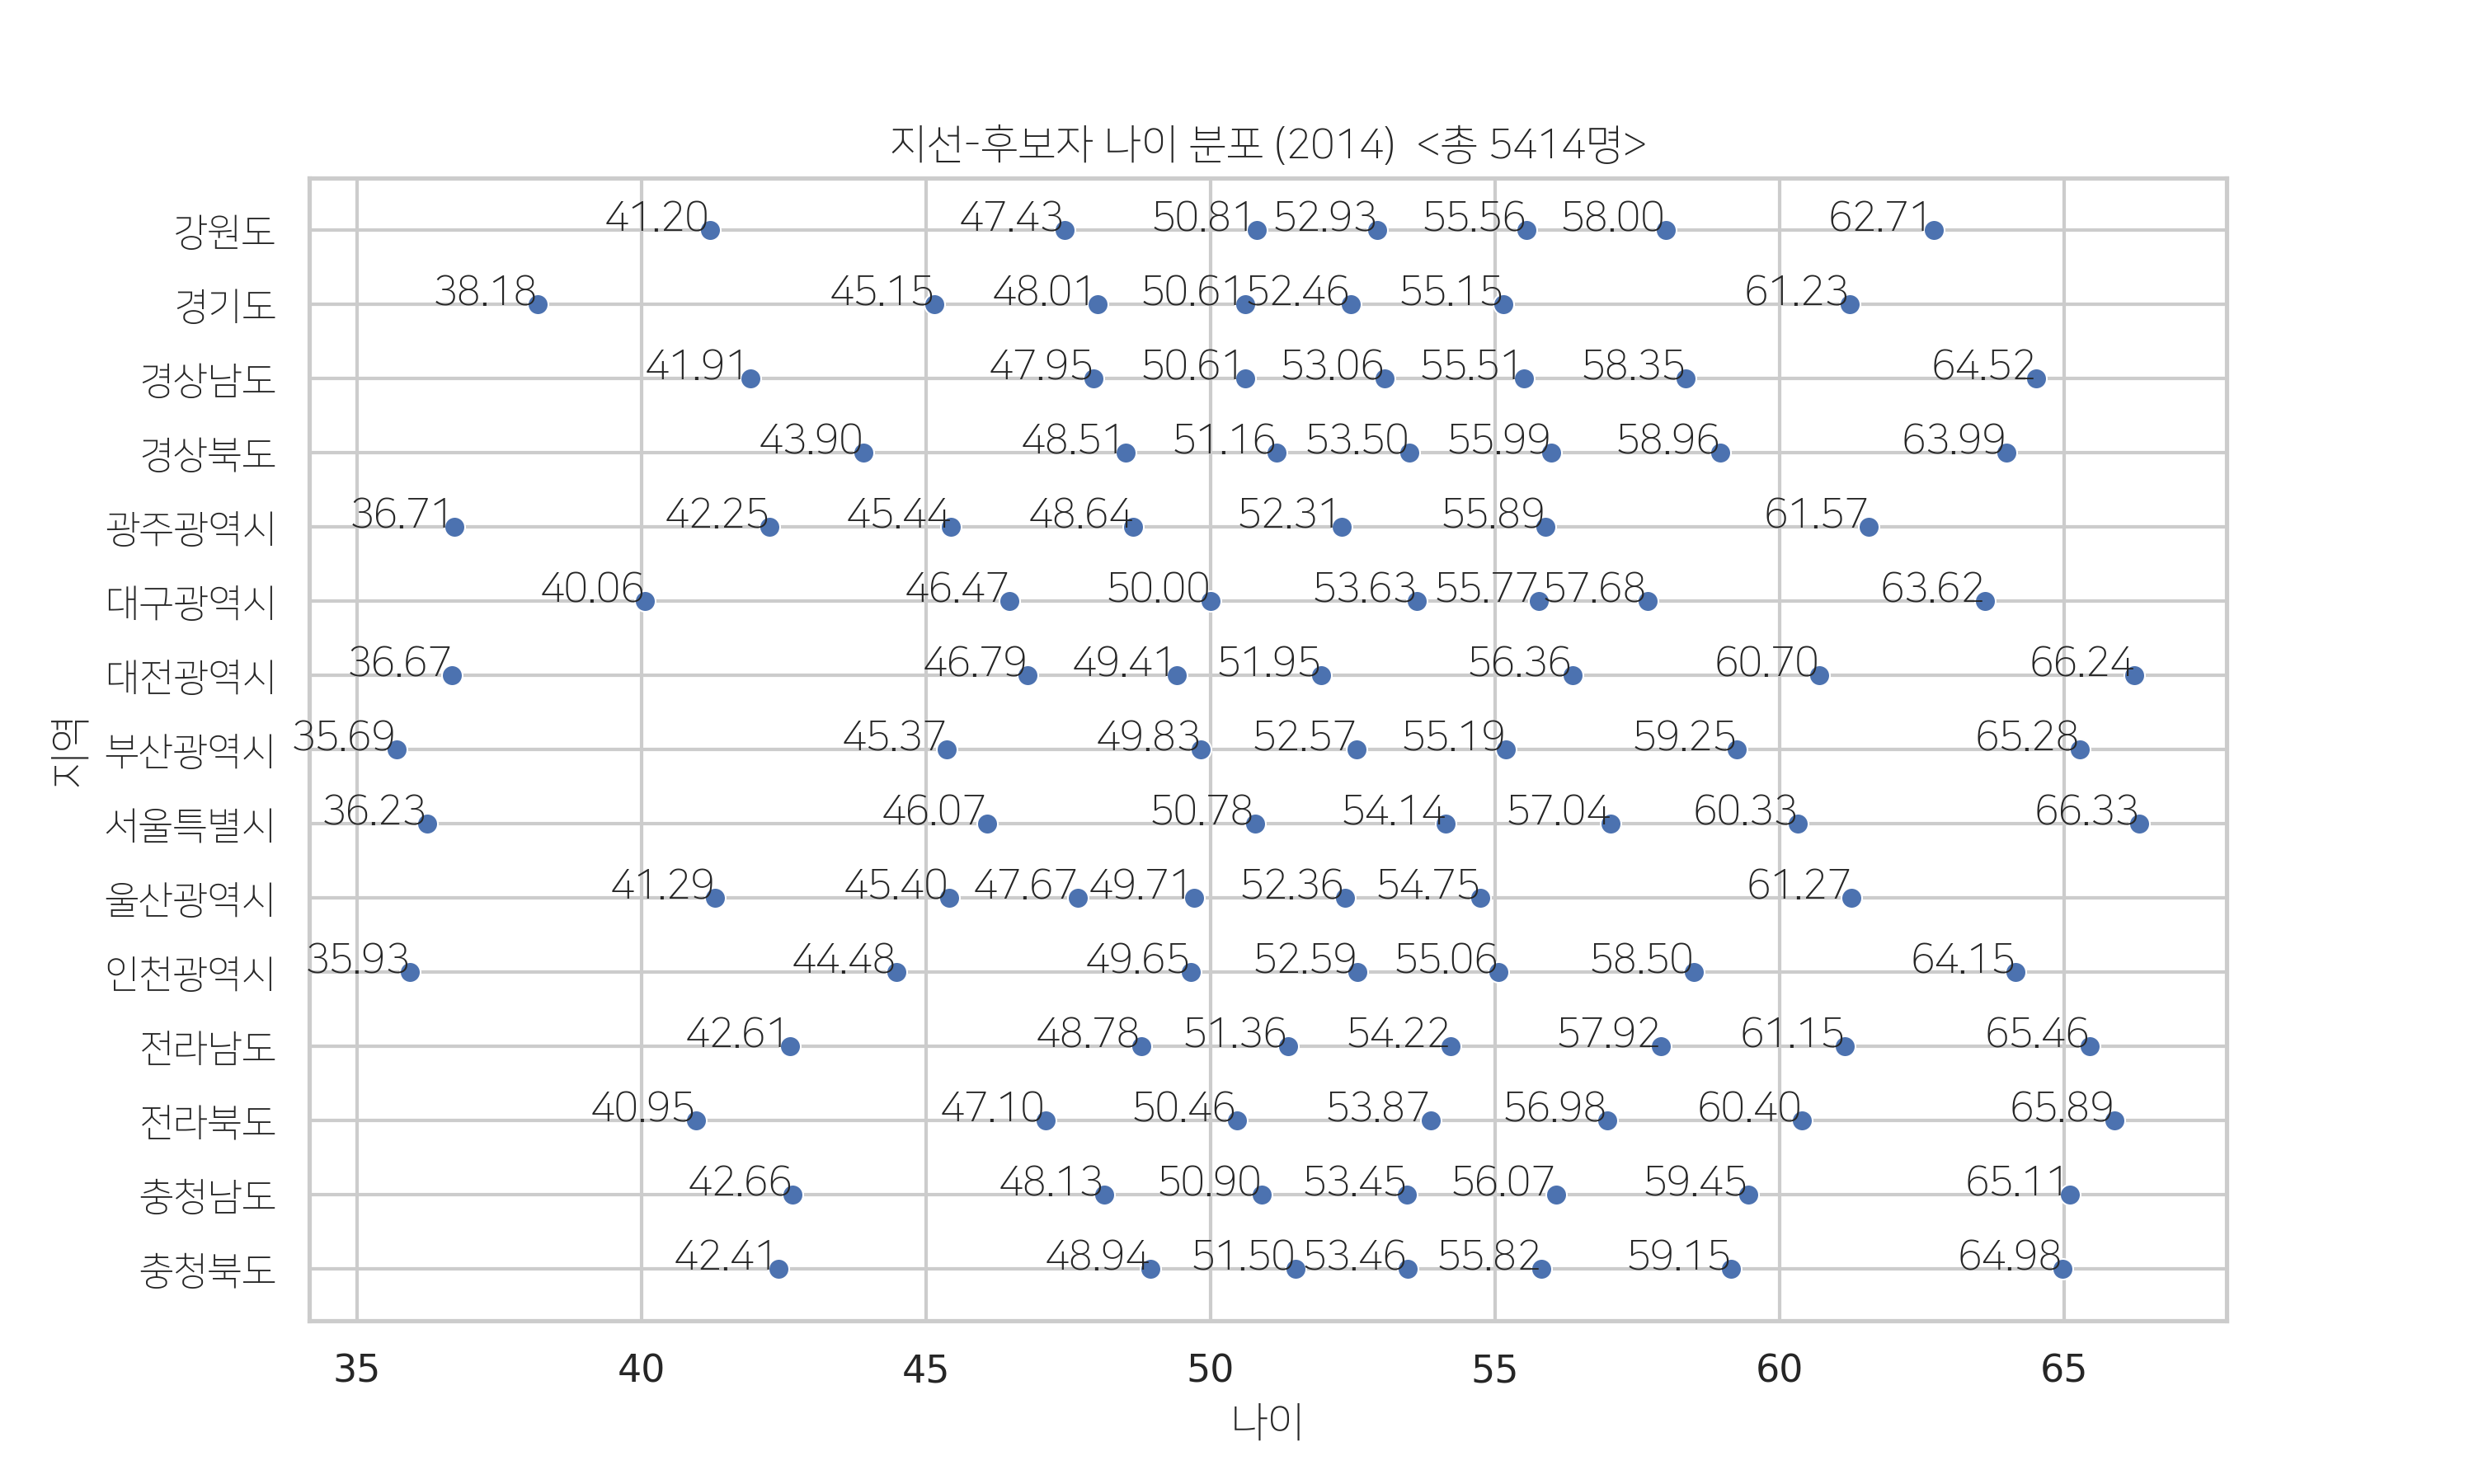 지선-후보자 나이 분포 (2014) <총 5414명>
강원도 41.20 47.43 50.81 52.93 55.56 58.00 62.71
경기도 38.18 45.15 48.01 50.61 52.46 55.15 61.23
경상남도 41.91 47.95 50.61 53.06 55.51 58.35 64.52
경상북도 43.90 48.51 51.16 53.50 55.99 58.96 63.99
광주광역시 36.71 42.25 45.44 48.64 52.31 55.89 61.57
대구광역시 40.06 46.47 50.00 53.63 55.77 57.68 63.62
대전광역시 36.67 46.79 49.41 51.95 56.36 60.70 66.24
부산광역시 35.69 45.37 49.83 52.57 55.19 59.25 65.28
서울특별시 36.23 46.07 50.78 54.14 57.04 60.33 66.33
울산광역시 41.29 45.40 47.67 49.71 52.36 54.75 61.27
인천광역시 35.93 44.48 49.65 52.59 55.06 58.50 64.15
전라남도 42.61 48.78 51.36 54.22 57.92 61.15 65.46
전라북도 40.95 47.10 50.46 53.87 56.98 60.40 65.89
충청남도 42.66 48.13 50.90 53.45 56.07 59.45 65.11
충청북도 42.41 48.94 51.50 53.46 55.82 59.15 64.98
지역
35 40 45 50 55 60 65
나이